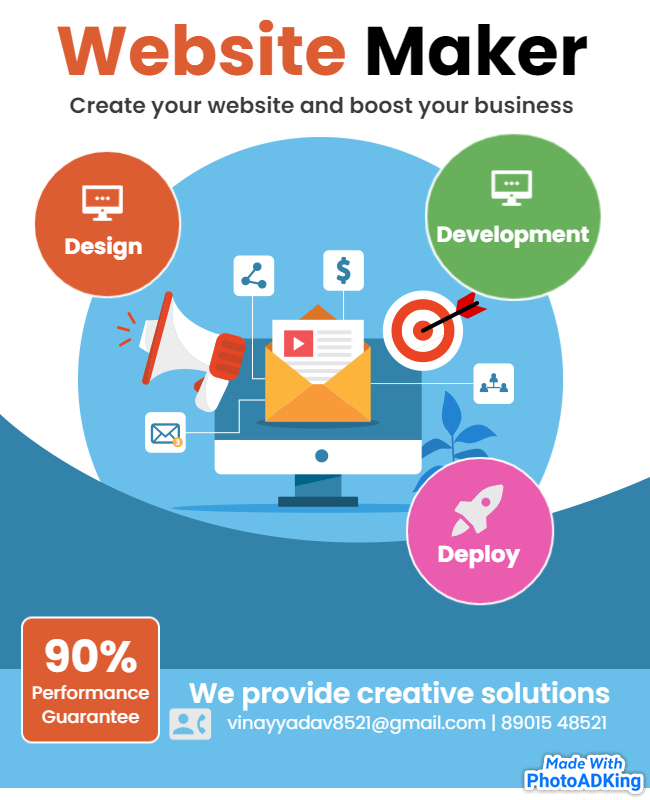 Website Maker
Create your website and boost your business
Design
Development
$
Deploy
90%
Performance
Guarantee
We provide creative solutions
vinayyadav8521@gmail.com | 89015 48521
Made With
PhotoADKing